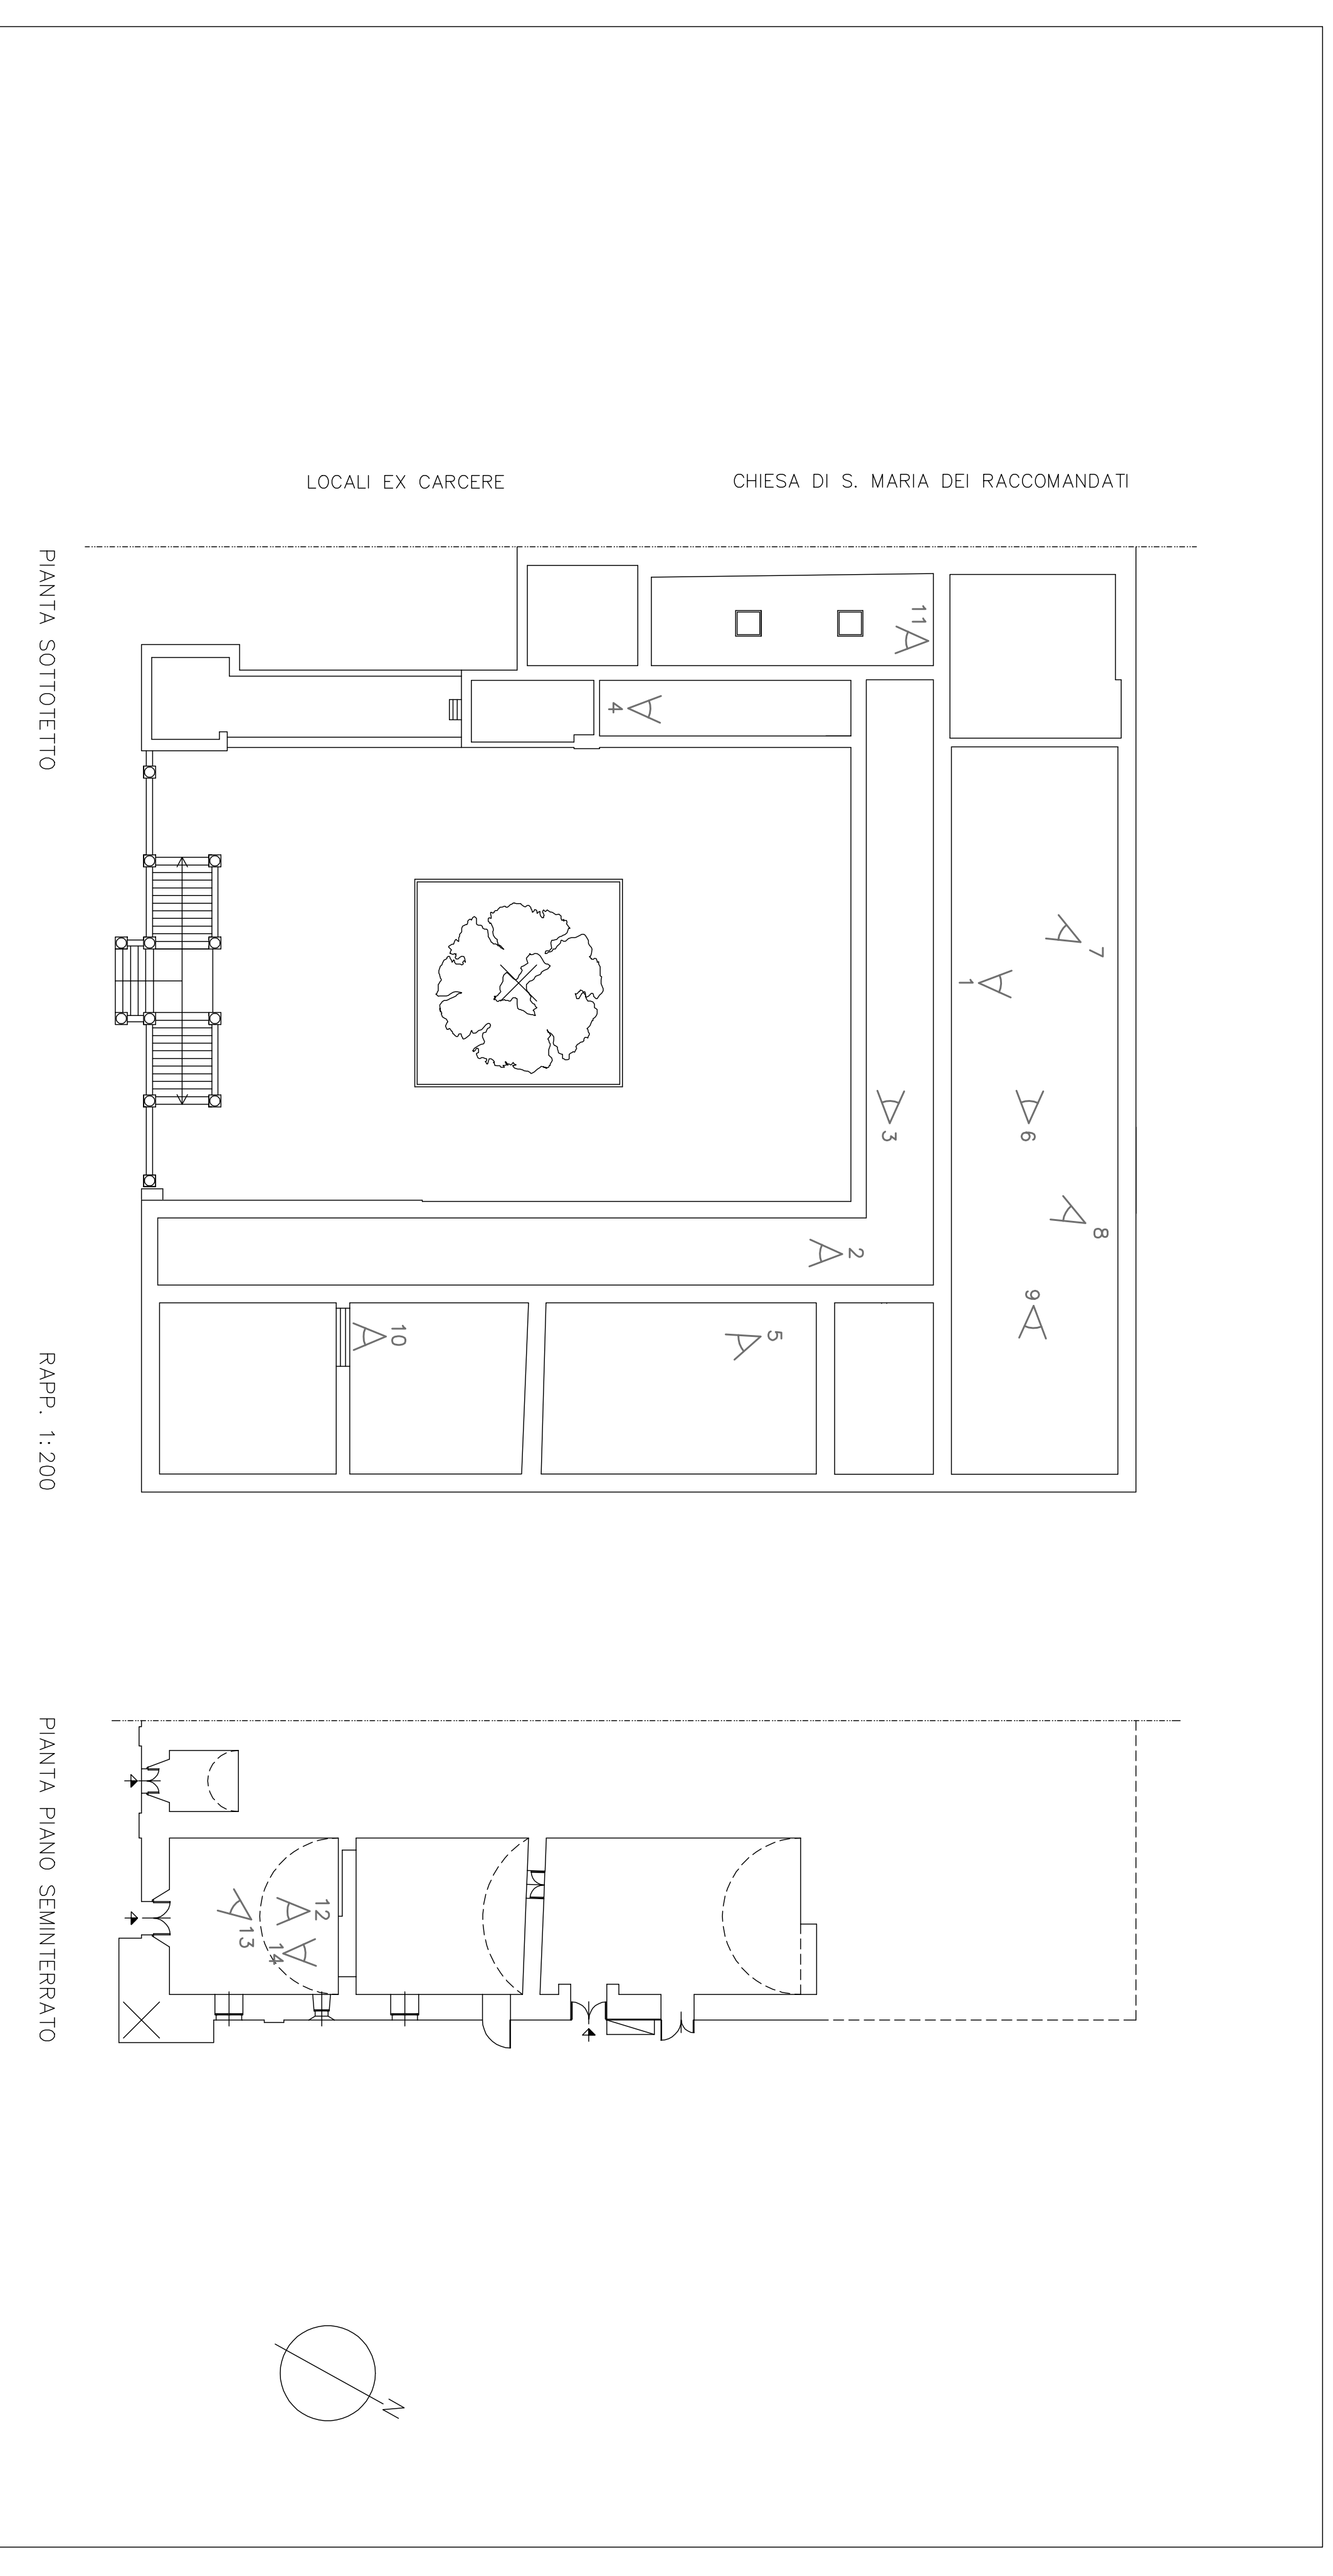 LOCALI EX CARCERE
CHIESA DI S. MARIA DEI RACCOMANDATI
PIANTA SOTTOTETTO
RAPP. 1:200
11
4
7
1
3
6
8
2
9
10
5
PIANTA PIANO SEMINTERRATO
12
13
14
N